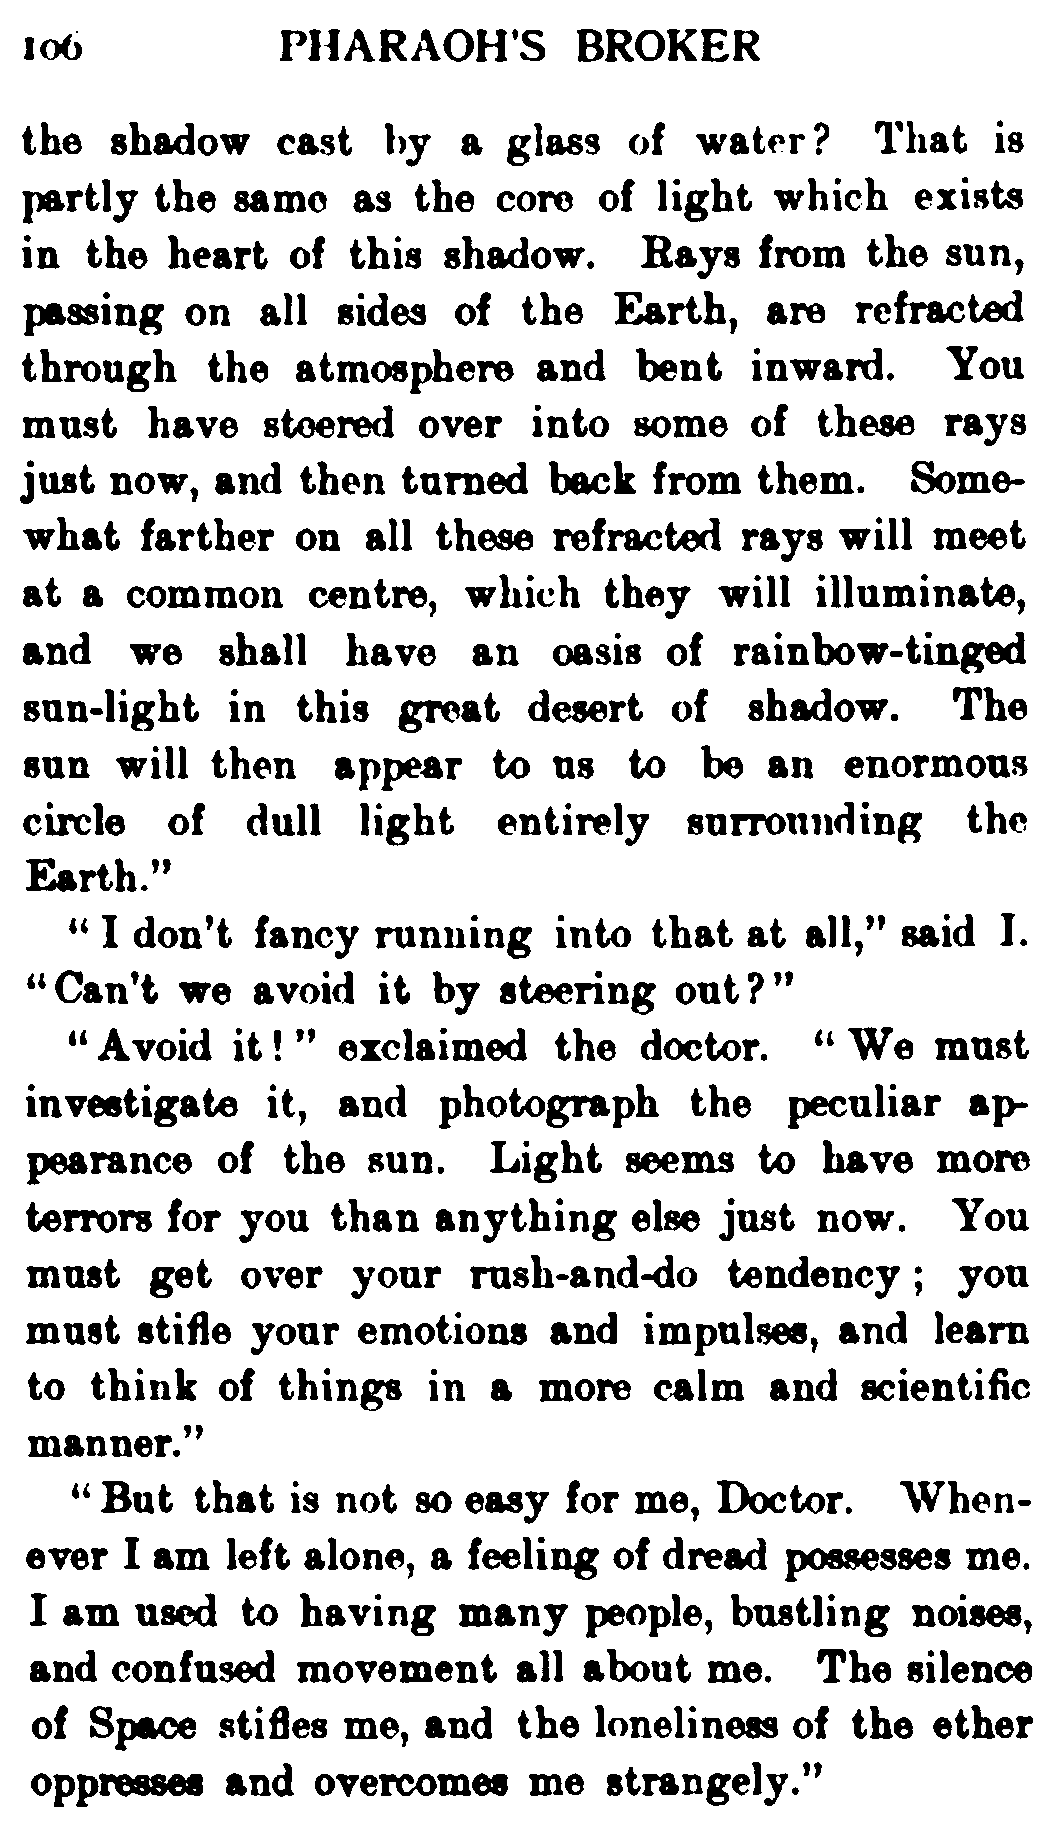 106 PHARAOH'S BROKER
the shadow cast by a glass of water? That is
partly the same as the core of light which exists
in the heart of this shadow. Rays from the sun,
passing on all sides of the Earth, are refracted
through the atmosphere and bent inward. You
must have steered over into some of these rays
just now, and then turned back from them. Some-
what farther on all these refracted rays will meet
at a common centre, which they will illuminate,
and we shall have an oasis of rainbow-tinged
sun-light in this great desert of shadow. The
sun will then appear to us to be an enormous
circle of dull light entirely surrounding the
Earth."
"I don't fancy running into that at all," said I.
"Can't we avoid it by steering out?"
"Avoid it!" exclaimed the doctor. "We must
investigate it, and photograph the peculiar ap-
pearance of the sun. Light seems to have more
terrors for you than anything else just now. You
must get over your rush-and-do tendency; you
must stifle your emotions and impulses, and learn
to think of things in a more calm and scientific
manner."
"But that is not so easy for me, Doctor. When-
ever I am left alone, a feeling of dread possesses me.
I am used to having many people, bustling noises,
and confused movement all about me. The silence
of Space stifles me, and the loneliness of the ether
oppresses and overcomes me strangely."